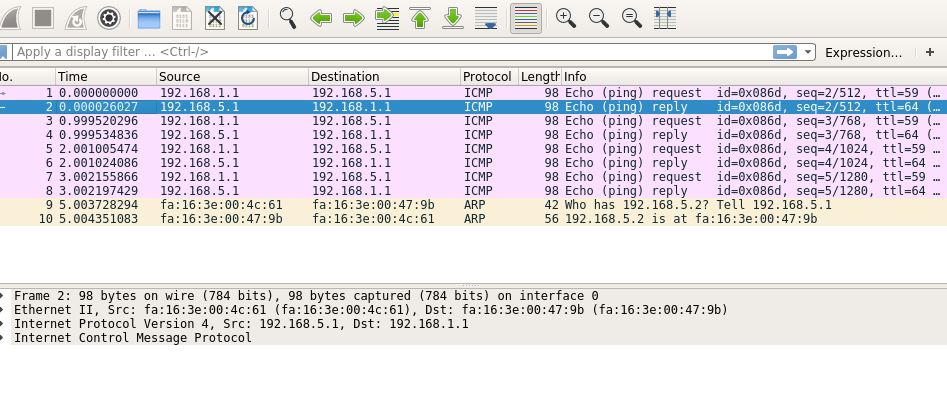 Apply a display filter ... <Ctrl-/> Expression... +
o. Time Source Destination Protocol Length Info
1 0.000000000 192.168.1.1 192.168.5.1 ICMP 98 Echo (ping) request id=0x086d, seq=2/512, ttl=59 (…
2 0.000026027 192.168.5.1 192.168.1.1 ICMP 98 Echo (ping) reply id=0x086d, seq=2/512, ttl=64 (…
3 0.999520296 192.168.1.1 192.168.5.1 ICMP 98 Echo (ping) request id=0x086d, seq=3/768, ttl=59 (…
4 0.999534836 192.168.5.1 192.168.1.1 ICMP 98 Echo (ping) reply id=0x086d, seq=3/768, ttl=64 (…
5 2.001005474 192.168.1.1 192.168.5.1 ICMP 98 Echo (ping) request id=0x086d, seq=4/1024, ttl=59 …
6 2.001024086 192.168.5.1 192.168.1.1 ICMP 98 Echo (ping) reply id=0x086d, seq=4/1024, ttl=64 …
7 3.002155866 192.168.1.1 192.168.5.1 ICMP 98 Echo (ping) request id=0x086d, seq=5/1280, ttl=59 …
8 3.002197429 192.168.5.1 192.168.1.1 ICMP 98 Echo (ping) reply id=0x086d, seq=5/1280, ttl=64 …
9 5.003728294 fa:16:3e:00:4c:61 fa:16:3e:00:47:9b ARP 42 Who has 192.168.5.2? Tell 192.168.5.1
10 5.004351083 fa:16:3e:00:47:9b fa:16:3e:00:4c:61 ARP 56 192.168.5.2 is at fa:16:3e:00:47:9b
Frame 2: 98 bytes on wire (784 bits), 98 bytes captured (784 bits) on interface 0
Ethernet II, Src: fa:16:3e:00:4c:61 (fa:16:3e:00:4c:61), Dst: fa:16:3e:00:47:9b (fa:16:3e:00:47:9b)
Internet Protocol Version 4, Src: 192.168.5.1, Dst: 192.168.1.1
Internet Control Message Protocol